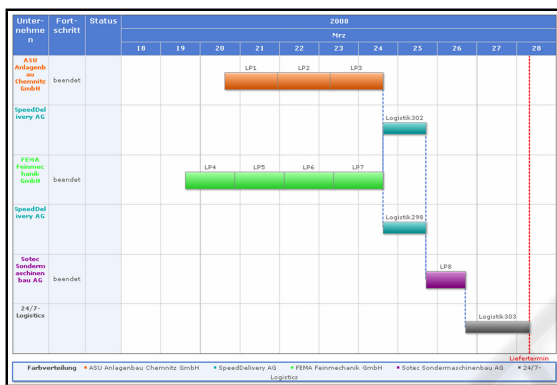 Unter-
nehme
n
Fort-
schritt
Status
2008
Mrz
18 19 20 21 22 23 24 25 26 27 28
ASU
Anlagenb
au
Chemnitz
GmbH
beendet
LP1 LP2 LP3
SpeedDel
ivery AG
Logistik302
FEMA
Feinmec
hanik
GmbH
beendet
LP4 LP5 LP6 LP7
SpeedDel
ivery AG
Logistik299
Sotec
Sonderm
aschinen
bau AG
beendet
LP8
24/7-
Logistics
Logistik303
Liefertermin
Farbverteilung ASU Anlagenbau Chemnitz GmbH SpeedDelivery AG FEMA Feinmechanik GmbH Sotec Sondermaschinenbau AG 24/7-
Logistics